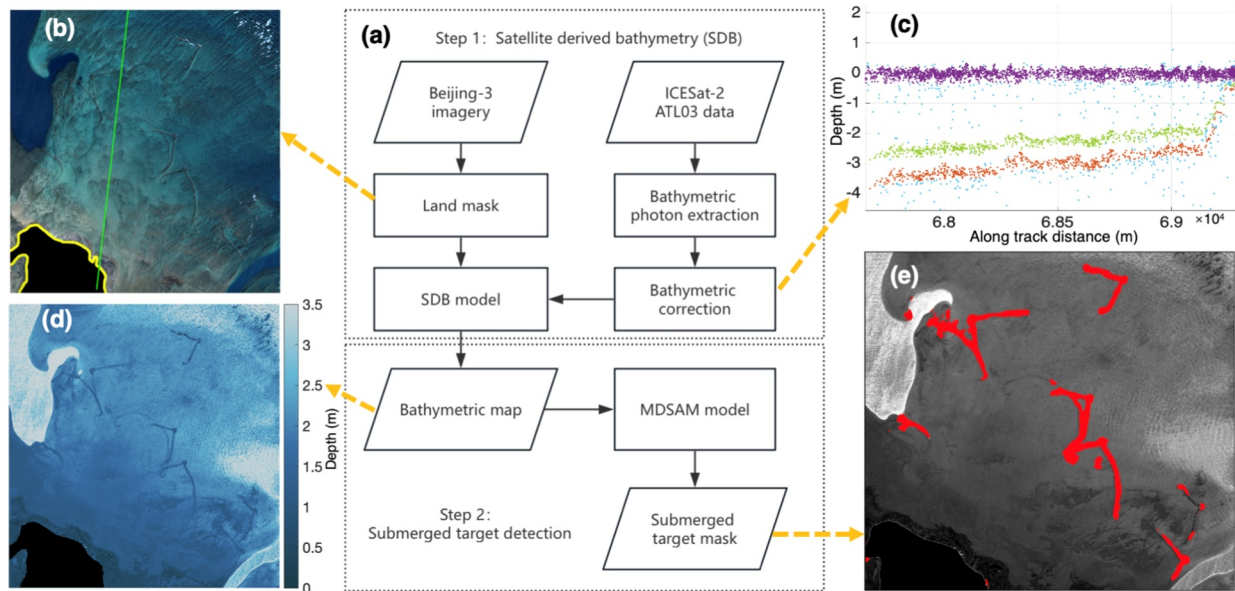 (b)
(a)
Step 1: Satellite derived bathymetry (SDB)
Beijing-3
imagery
ICESat-2
ATL03 data
Land mask
Bathymetric
photon extraction
SDB model
Bathymetric
correction
Bathymetric map
MDSAM model
Step 2:
Submerged target detection
Submerged
target mask
(c)
2
1
0
-1
-2
-3
-4
Depth (m)
6.8
6.85
6.9
×10⁴
Along track distance (m)
(d)
3.5
3
2.5
2
1.5
1
0.5
0
Depth (m)
(e)